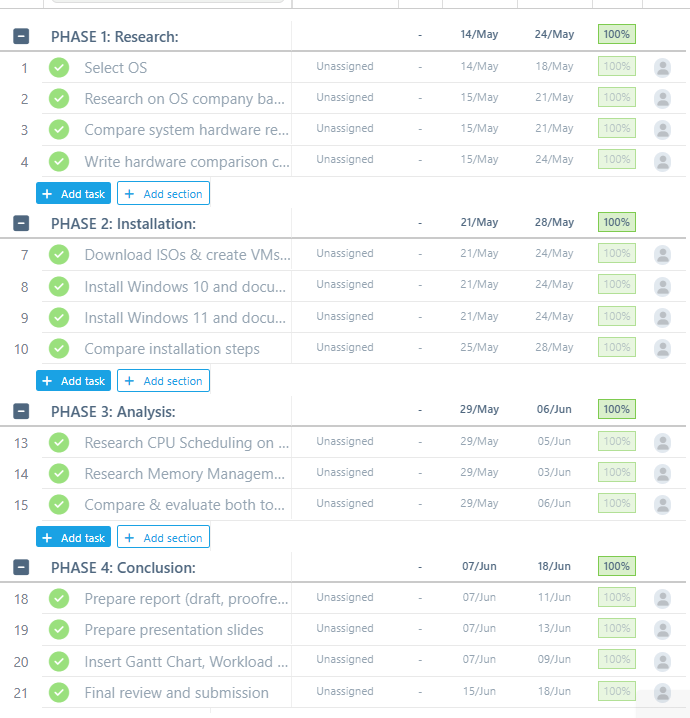 PHASE 1: Research: - 14/May 24/May 100%
1 Select OS Unassigned - 14/May 18/May 100%
2 Research on OS company ba... Unassigned - 15/May 21/May 100%
3 Compare system hardware re... Unassigned - 15/May 21/May 100%
4 Write hardware comparison c... Unassigned - 15/May 24/May 100%
+ Add task + Add section
PHASE 2: Installation: - 21/May 28/May 100%
7 Download ISOs & create VMs... Unassigned - 21/May 24/May 100%
8 Install Windows 10 and docu... Unassigned - 21/May 24/May 100%
9 Install Windows 11 and docu... Unassigned - 21/May 24/May 100%
10 Compare installation steps Unassigned - 25/May 28/May 100%
+ Add task + Add section
PHASE 3: Analysis: - 29/May 06/Jun 100%
13 Research CPU Scheduling on ... Unassigned - 29/May 05/Jun 100%
14 Research Memory Managem... Unassigned - 29/May 03/Jun 100%
15 Compare & evaluate both to... Unassigned - 29/May 06/Jun 100%
+ Add task + Add section
PHASE 4: Conclusion: - 07/Jun 18/Jun 100%
18 Prepare report (draft, proofre... Unassigned - 07/Jun 11/Jun 100%
19 Prepare presentation slides Unassigned - 07/Jun 13/Jun 100%
20 Insert Gantt Chart, Workload ... Unassigned - 07/Jun 09/Jun 100%
21 Final review and submission Unassigned - 15/Jun 18/Jun 100%